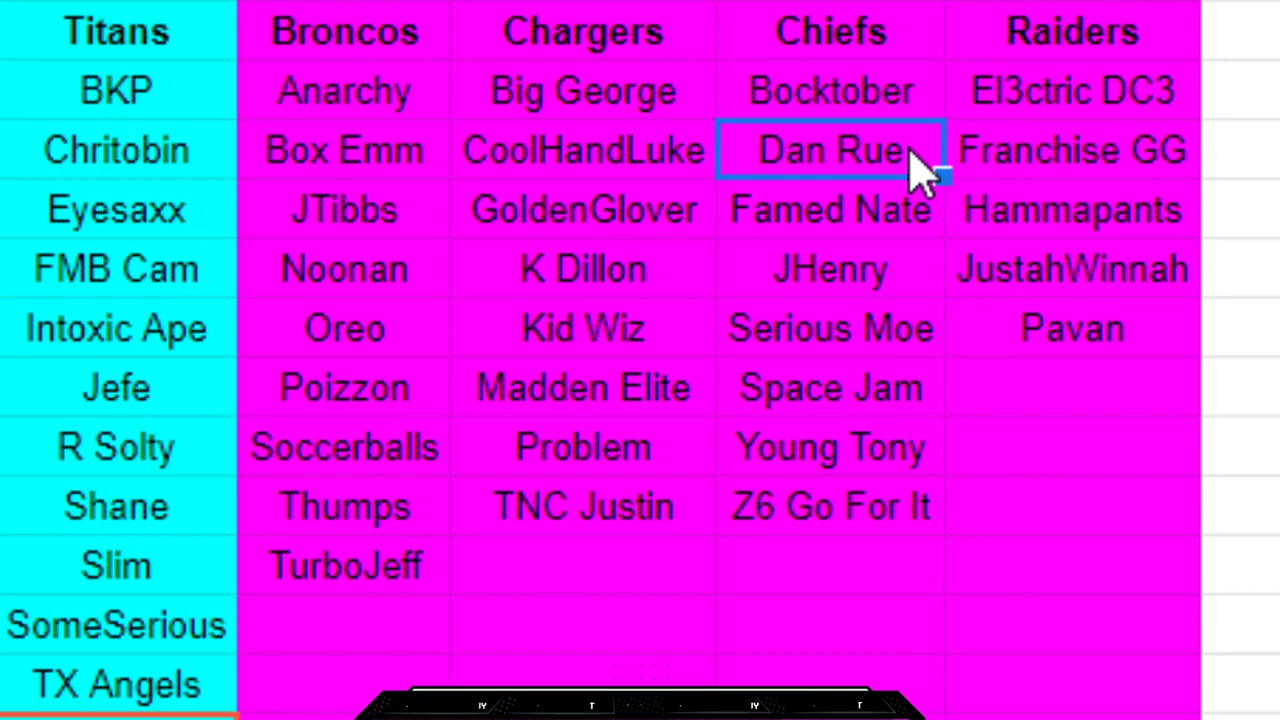 Titans Broncos Chargers Chiefs Raiders
BKP Anarchy Big George Bocktober El3ctric DC3
Chritobin Box Emm CoolHandLuke Dan Rue Franchise GG
Eyesaxx JTibbs GoldenGlover Famed Nate Hammapants
FMB Cam Noonan K Dillon JHenry JustahWinnah
Intoxic Ape Oreo Kid Wiz Serious Moe Pavan
Jefe Poizzon Madden Elite Space Jam
R Solty Soccerballs Problem Young Tony
Shane Thumps TNC Justin Z6 Go For It
Slim TurboJeff
SomeSerious
TX Angels
IY T IY T